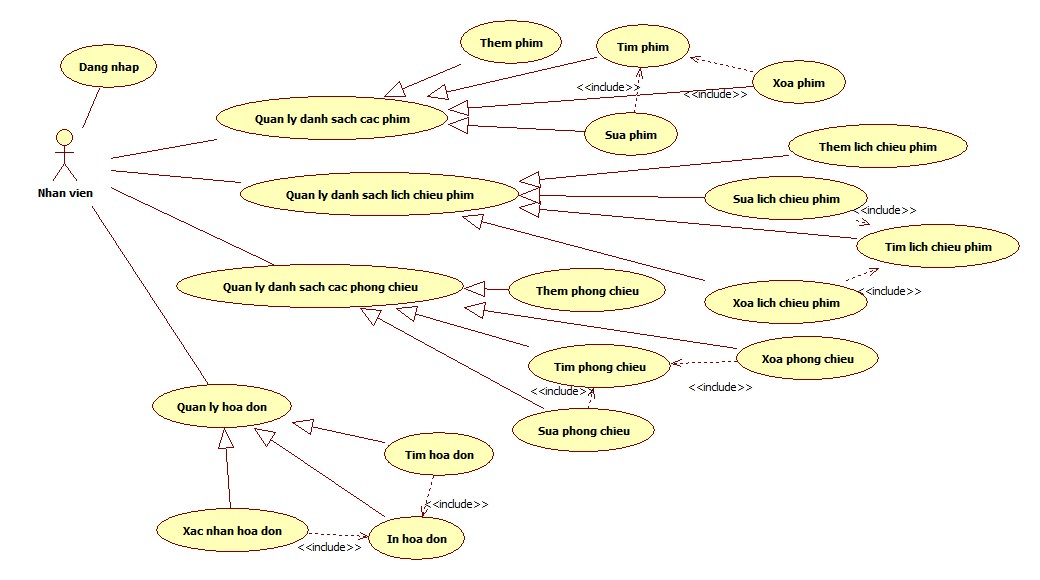 Them phim
Tim phim
Dang nhap
Xoa phim
<<include>>
<<include>>
Quan ly danh sach cac phim
Sua phim
Them lich chieu phim
Nhan vien
Quan ly danh sach lich chieu phim
Sua lich chieu phim
<<include>>
Tim lich chieu phim
Quan ly danh sach cac phong chieu
Them phong chieu
<<include>>
Xoa lich chieu phim
Xoa phong chieu
Tim phong chieu
<<include>>
<<include>>
Quan ly hoa don
Sua phong chieu
Tim hoa don
<<include>>
Xac nhan hoa don
In hoa don
<<include>>